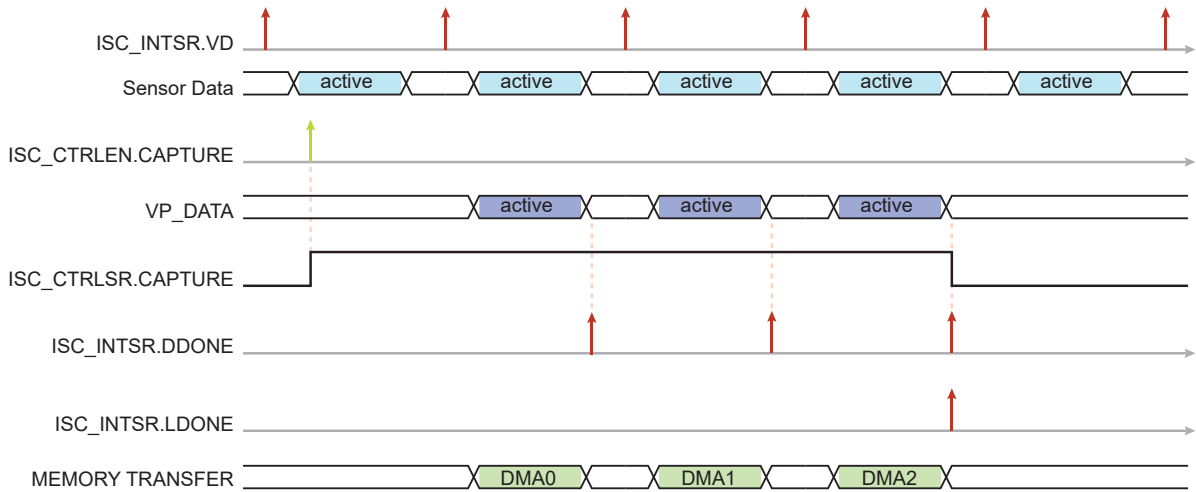 ISC_INTSR.VD
Sensor Data active active active active active
ISC_CTRLEN.CAPTURE
VP_DATA active active active
ISC_CTRLSR.CAPTURE
ISC_INTSR.DDONE
ISC_INTSR.LDONE
MEMORY TRANSFER DMA0 DMA1 DMA2